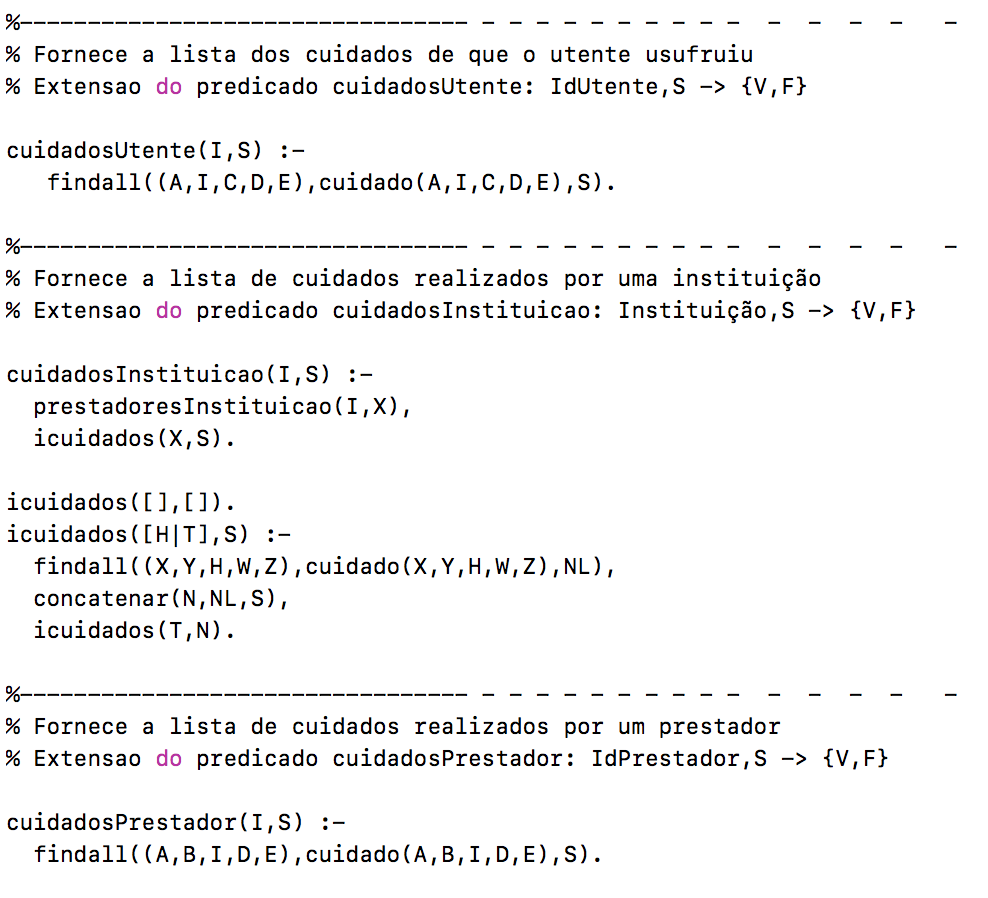 %--------------------------------- - - - - - - - - - -  -  -  -  -   -
% Fornece a lista dos cuidados de que o utente usufruiu
% Extensao do predicado cuidadosUtente: IdUtente,S -> {V,F}

cuidadosUtente(I,S) :-
   findall((A,I,C,D,E),cuidado(A,I,C,D,E),S).

%--------------------------------- - - - - - - - - - -  -  -  -  -   -
% Fornece a lista de cuidados realizados por uma instituição
% Extensao do predicado cuidadosInstituicao: Instituição,S -> {V,F}

cuidadosInstituicao(I,S) :-
  prestadoresInstituicao(I,X),
  icuidados(X,S).

icuidados([],[]).
icuidados([H|T],S) :-
  findall((X,Y,H,W,Z),cuidado(X,Y,H,W,Z),NL),
  concatenar(N,NL,S),
  icuidados(T,N).

%--------------------------------- - - - - - - - - - -  -  -  -  -   -
% Fornece a lista de cuidados realizados por um prestador
% Extensao do predicado cuidadosPrestador: IdPrestador,S -> {V,F}

cuidadosPrestador(I,S) :-
  findall((A,B,I,D,E),cuidado(A,B,I,D,E),S).